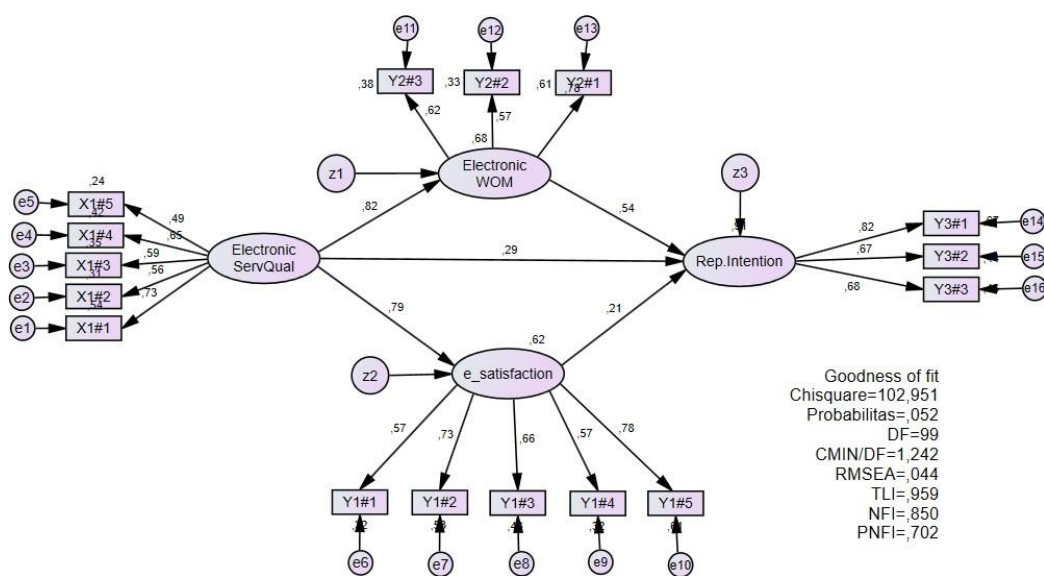 e11
e12
e13
,38
Y2#3
,33
Y2#2
,61
Y2#1
,78
,62
,57
,68
z1
Electronic
WOM
z3
,24
e5
X1#5
,42
,49
,82
,54
e4
X1#4
,65
,35
Electronic
ServQual
,29
Rep.Intention
,82
Y3#1
e14
e3
X1#3
,59
,31
,67
Y3#2
e15
e2
X1#2
,56
,54
,68
Y3#3
e16
e1
X1#1
,73
,79
,21
,62
z2
e_satisfaction
,57
,73
,66
,57
,78
Y1#1
Y1#2
Y1#3
Y1#4
Y1#5
e6
e7
e8
e9
e10
Goodness of fit
Chisquare=102,951
Probabilitas=,052
DF=99
CMIN/DF=1,242
RMSEA=,044
TLI=,959
NFI=,850
PNFI=,702